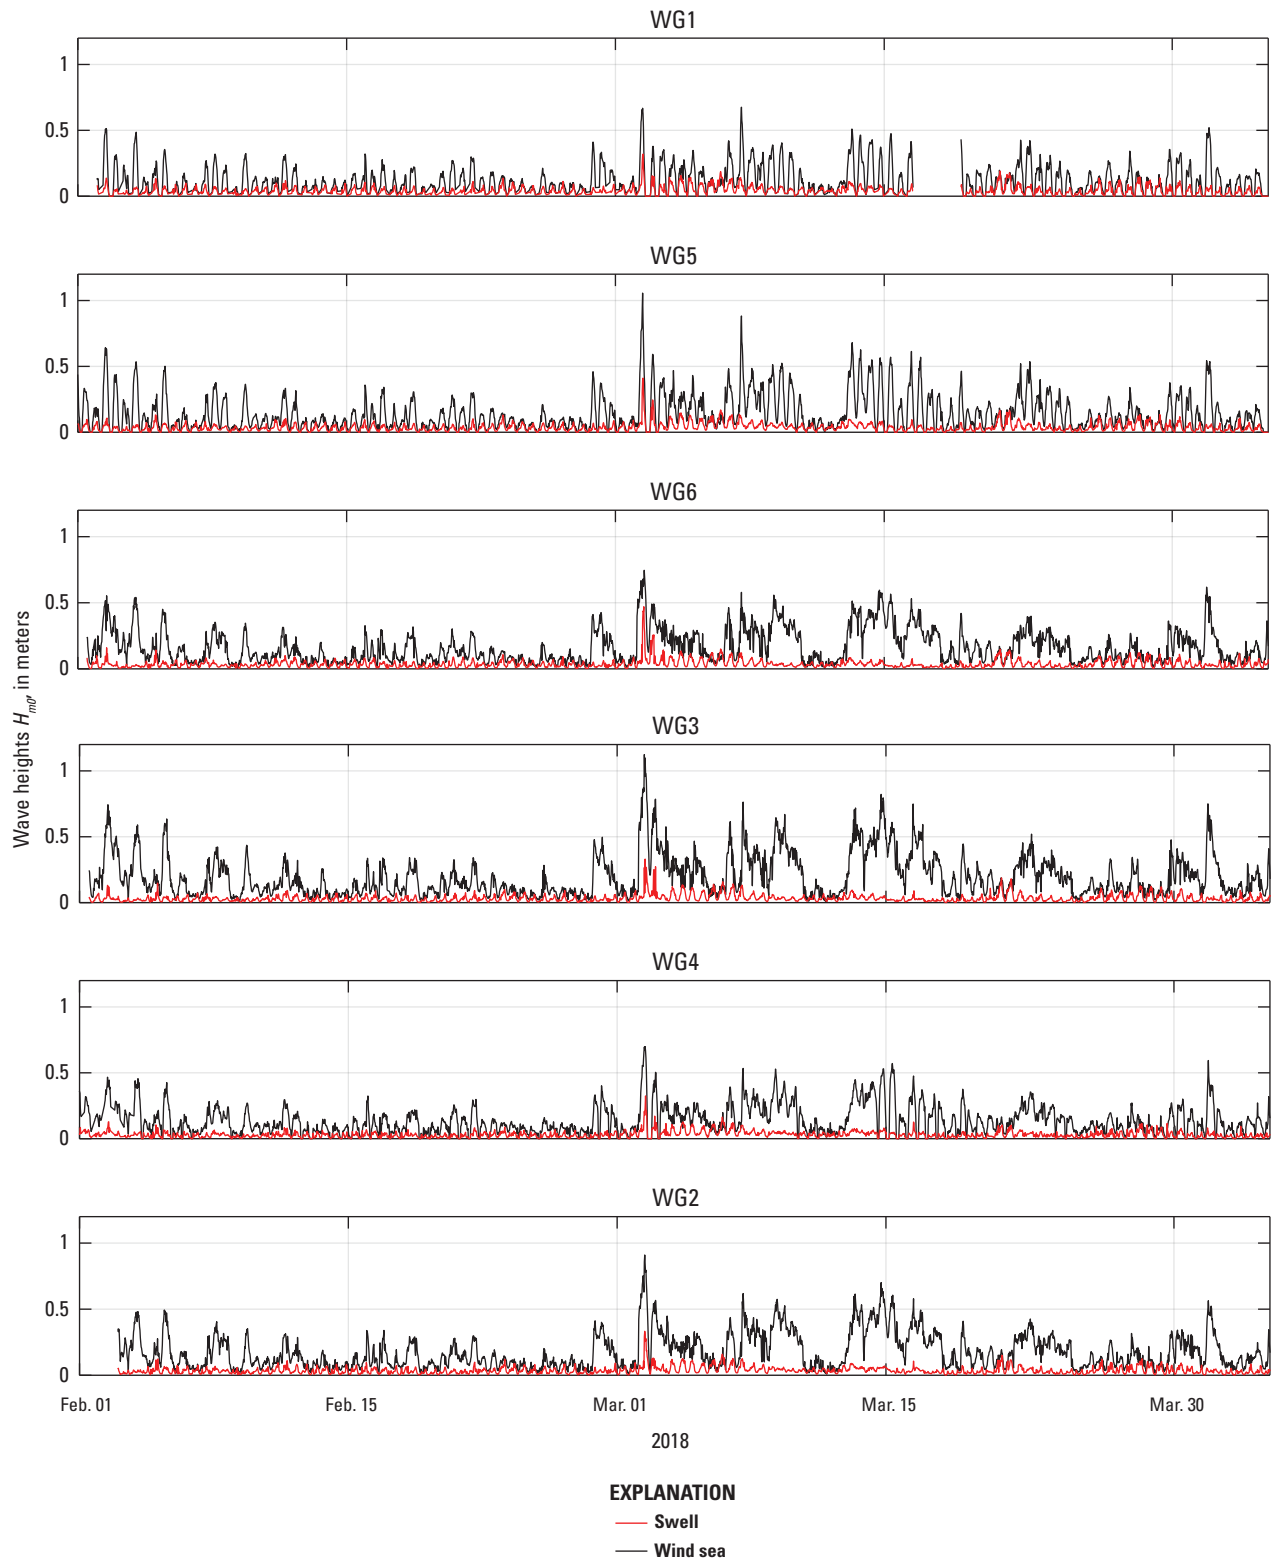 WG1
1
0.5
0
WG5
1
0.5
0
WG6
1
0.5
0
WG3
1
0.5
0
WG4
1
0.5
0
WG2
1
0.5
0
Wave heights Hm0, in meters
Feb. 01 Feb. 15 Mar. 01 Mar. 15 Mar. 30
2018
EXPLANATION
Swell
Wind sea